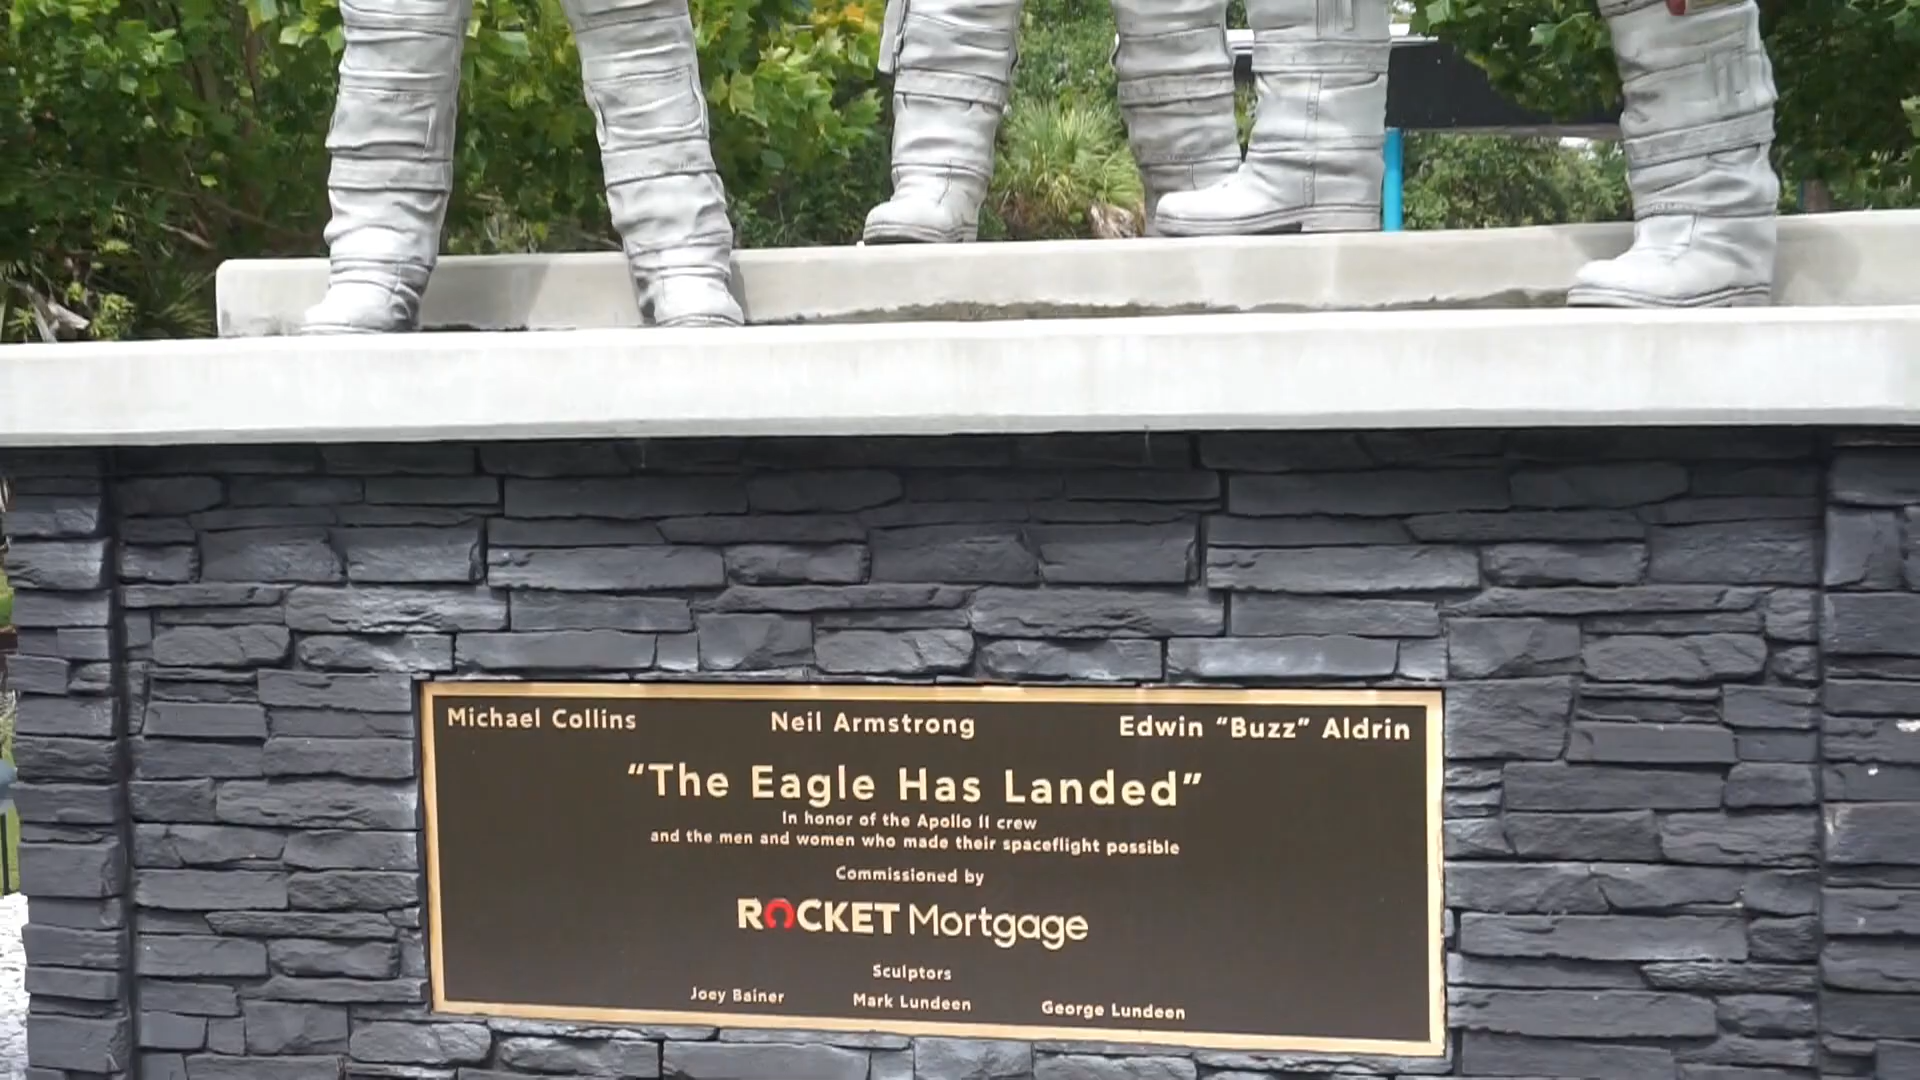 Michael Collins Neil Armstrong Edwin “Buzz” Aldrin
“The Eagle Has Landed”
In honor of the Apollo 11 crew
and the men and women who made their spaceflight possible
Commissioned by
ROCKET Mortgage
Sculptors
Joey Bainer Mark Lundeen George Lundeen